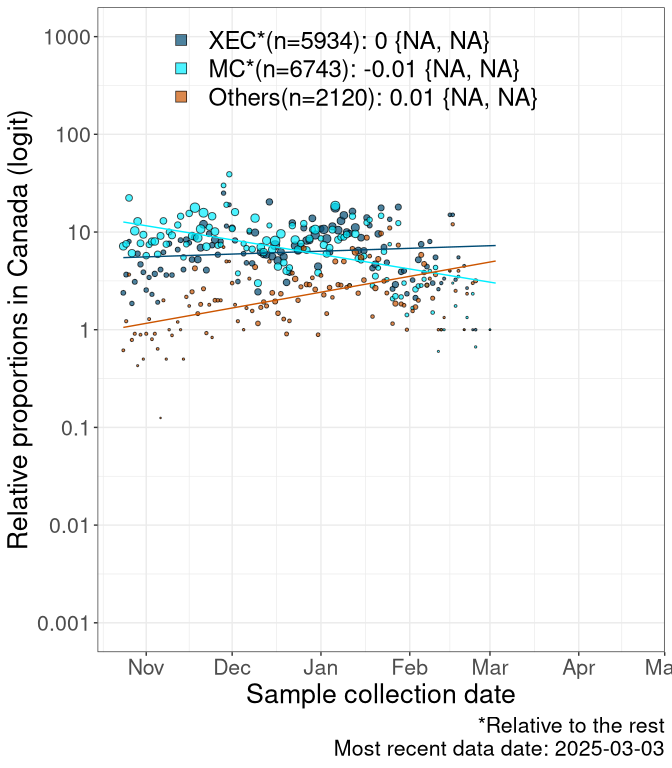 XEC*(n=5934): 0 {NA, NA}
MC*(n=6743): -0.01 {NA, NA}
Others(n=2120): 0.01 {NA, NA}
Relative proportions in Canada (logit)
1000
100
10
1
0.1
0.01
0.001
Nov Dec Jan Feb Mar Apr Ma
Sample collection date
*Relative to the rest
Most recent data date: 2025-03-03